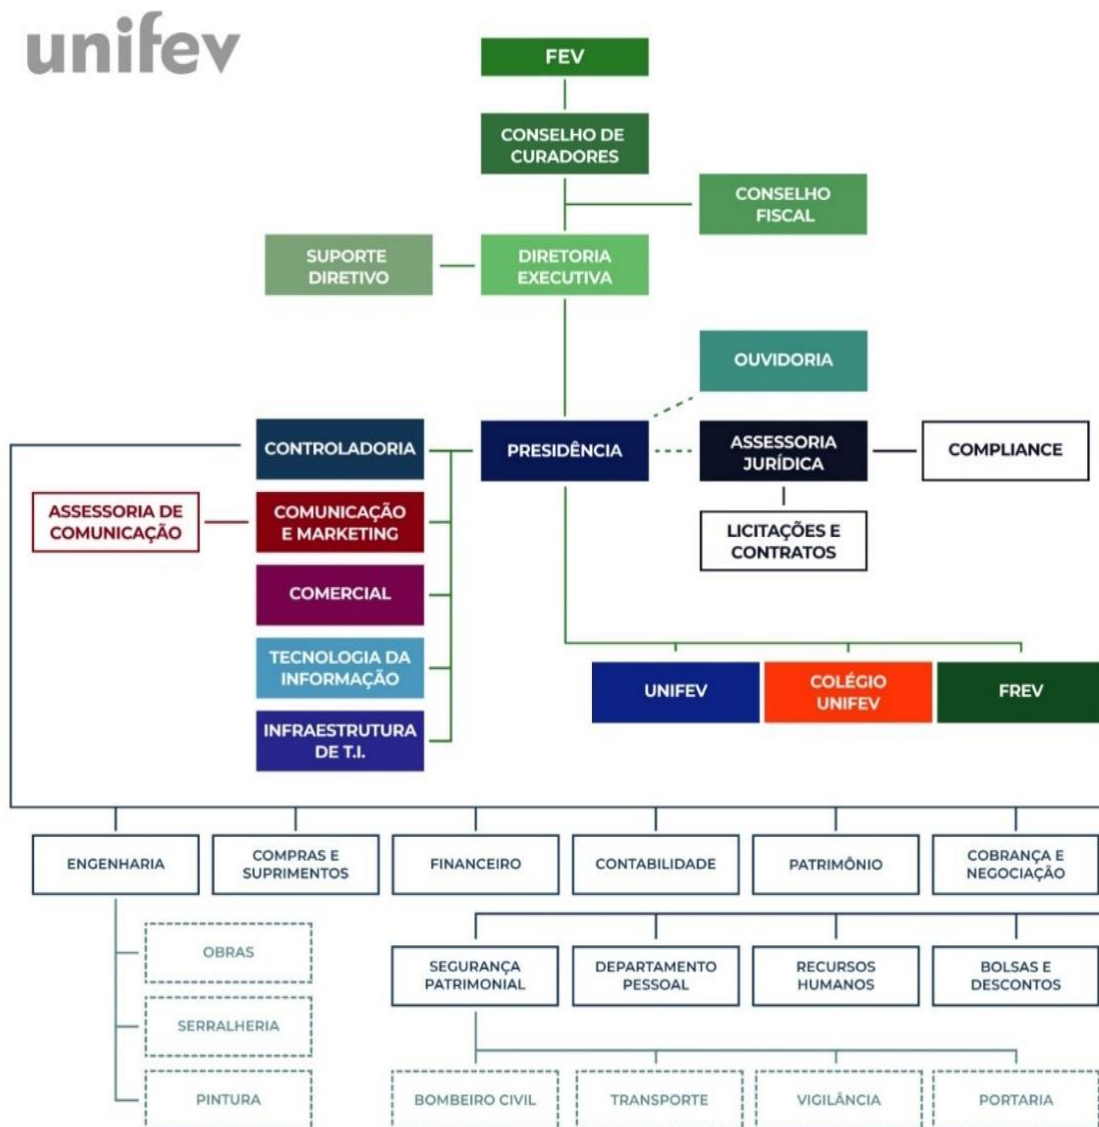 unifev
FEV
CONSELHO DE
CURADORES
CONSELHO
FISCAL
SUPORTE
DIRETIVO
DIRETORIA
EXECUTIVA
OUVIDORIA
CONTROLADORIA
PRESIDÊNCIA
ASSESSORIA
JURÍDICA
COMPLIANCE
ASSESSORIA DE
COMUNICAÇÃO
COMUNICAÇÃO
E MARKETING
LICITAÇÕES E
CONTRATOS
COMERCIAL
TECNOLOGIA DA
INFORMAÇÃO
UNIFEV
COLÉGIO
UNIFEV
FREV
INFRAESTRUTURA
DE T.I.
ENGENHARIA
COMPRAS E
SUPRIMENTOS
FINANCEIRO
CONTABILIDADE
PATRIMÔNIO
COBRANÇA E
NEGOCIAÇÃO
OBRAS
SERRALHERIA
PINTURA
SEGURANÇA
PATRIMONIAL
DEPARTAMENTO
PESSOAL
RECURSOS
HUMANOS
BOLSAS E
DESCONTOS
BOMBEIRO CIVIL
TRANSPORTE
VIGILÂNCIA
PORTARIA